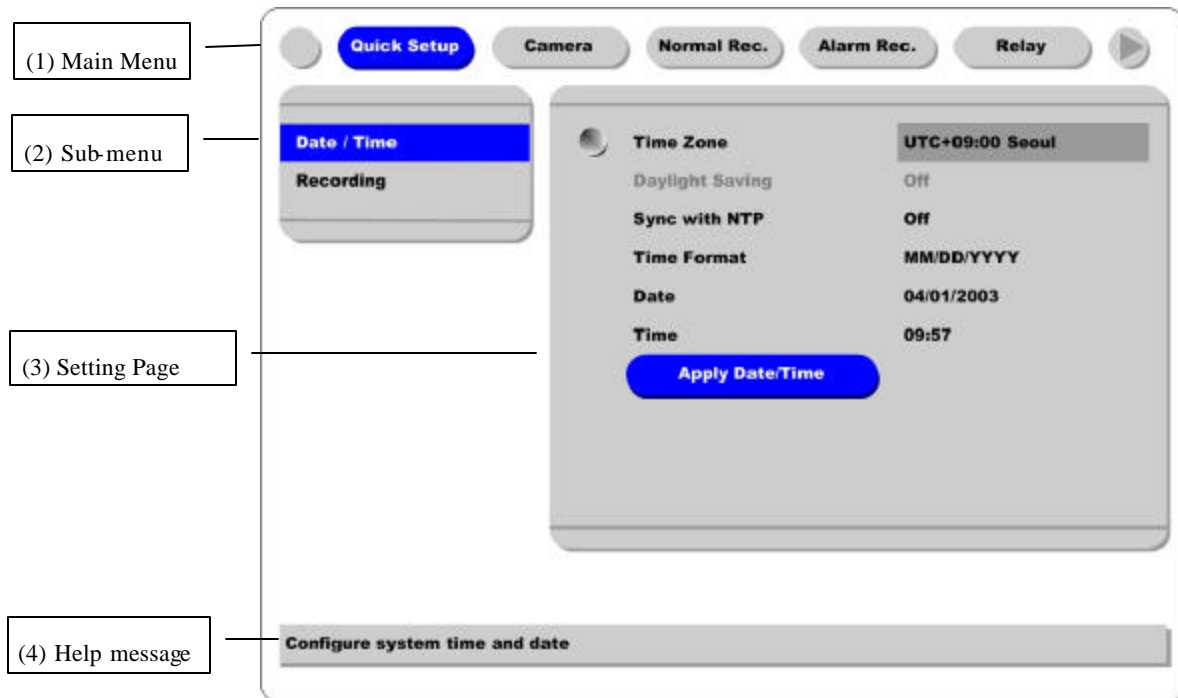 (1) Main Menu
Quick Setup
Camera
Normal Rec.
Alarm Rec.
Relay
(2) Sub-menu
Date / Time
Recording
Time Zone UTC+09:00 Seoul
Daylight Saving Off
Sync with NTP Off
Time Format MM/DD/YYYY
Date 04/01/2003
Time 09:57
Apply Date/Time
(3) Setting Page
(4) Help message
Configure system time and date